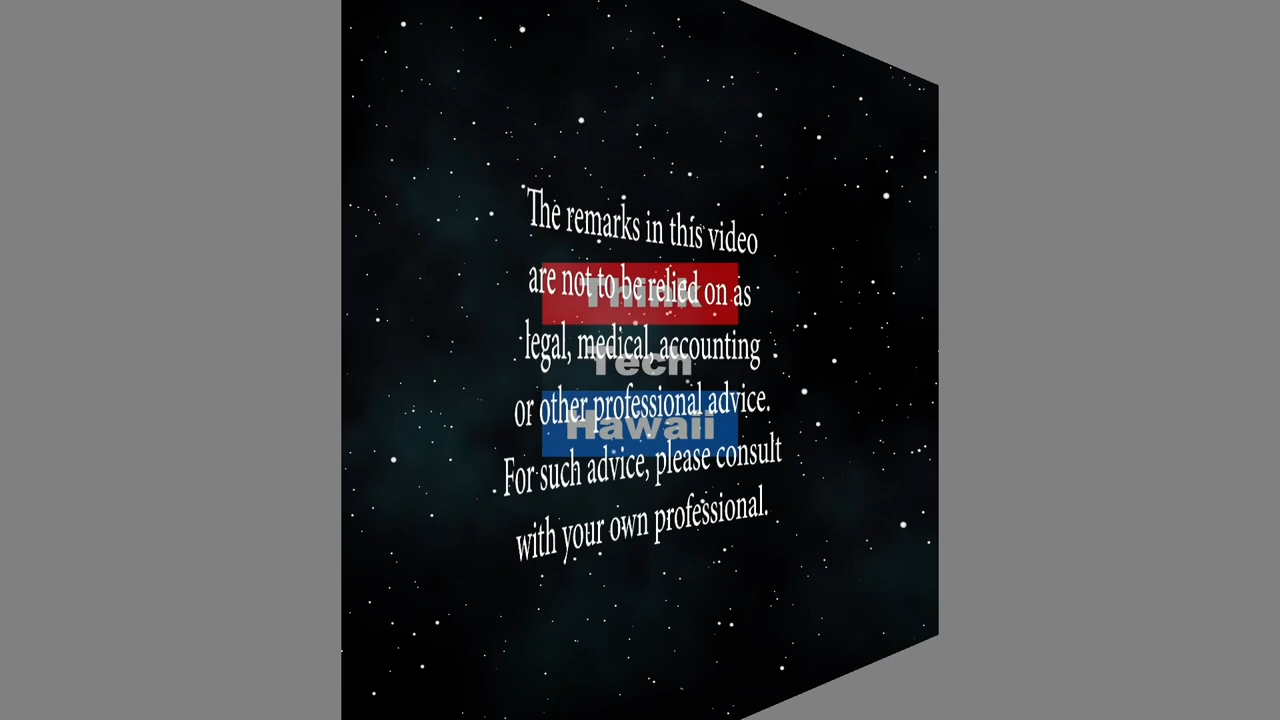 The remarks in this video
are not to be relied on as
Think
legal, medical, accounting
Tech
or other professional advice.
Hawaii
For such advice, please consult
with your own professional.